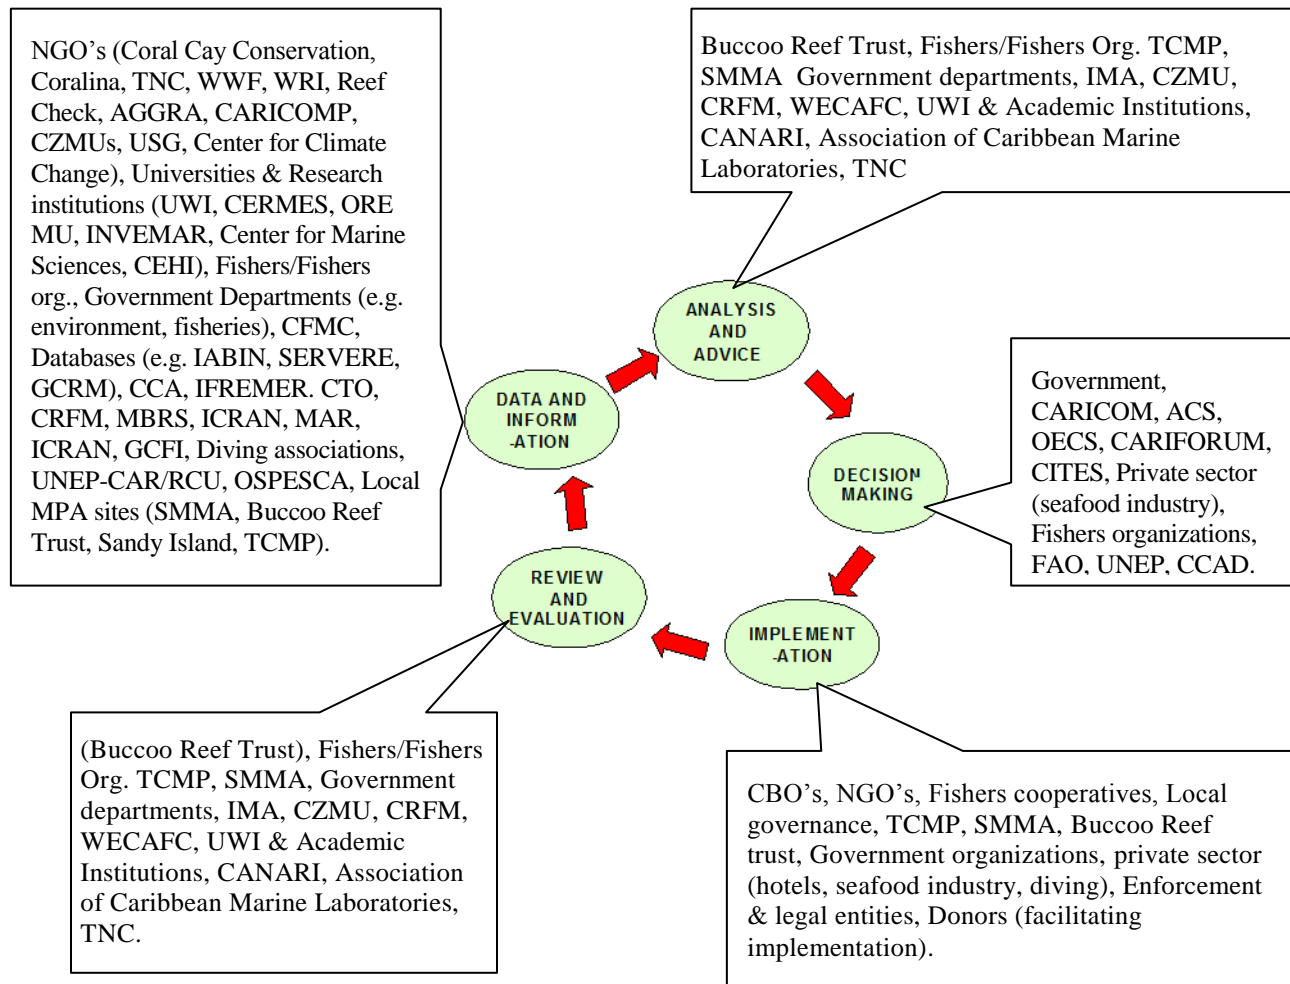 NGO’s (Coral Cay Conservation,
Coralina, TNC, WWF, WRI, Reef
Check, AGGRA, CARICOMP,
CZMUs, USG, Center for Climate
Change), Universities & Research
institutions (UWI, CERMES, ORE
MU, INVEMAR, Center for Marine
Sciences, CEHI), Fishers/Fishers
org., Government Departments (e.g.
environment, fisheries), CFMC,
Databases (e.g. IABIN, SERVERE,
GCRM), CCA, IFREMER. CTO,
CRFM, MBRS, ICRAN, MAR,
ICRAN, GCFI, Diving associations,
UNEP-CAR/RCU, OSPESCA, Local
MPA sites (SMMA, Buccoo Reef
Trust, Sandy Island, TCMP).
Buccoo Reef Trust, Fishers/Fishers Org. TCMP,
SMMA Government departments, IMA, CZMU,
CRFM, WECAFC, UWI & Academic Institutions,
CANARI, Association of Caribbean Marine
Laboratories, TNC
ANALYSIS
AND
ADVICE
DATA AND
INFORM
-ATION
DECISION
MAKING
Government,
CARICOM, ACS,
OECS, CARIFORUM,
CITES, Private sector
(seafood industry),
Fishers organizations,
FAO, UNEP, CCAD.
REVIEW
AND
EVALUATION
IMPLEMENT
-ATION
(Buccoo Reef Trust), Fishers/Fishers
Org. TCMP, SMMA, Government
departments, IMA, CZMU, CRFM,
WECAFC, UWI & Academic
Institutions, CANARI, Association
of Caribbean Marine Laboratories,
TNC.
CBO’s, NGO’s, Fishers cooperatives, Local
governance, TCMP, SMMA, Buccoo Reef
trust, Government organizations, private sector
(hotels, seafood industry, diving), Enforcement
& legal entities, Donors (facilitating
implementation).